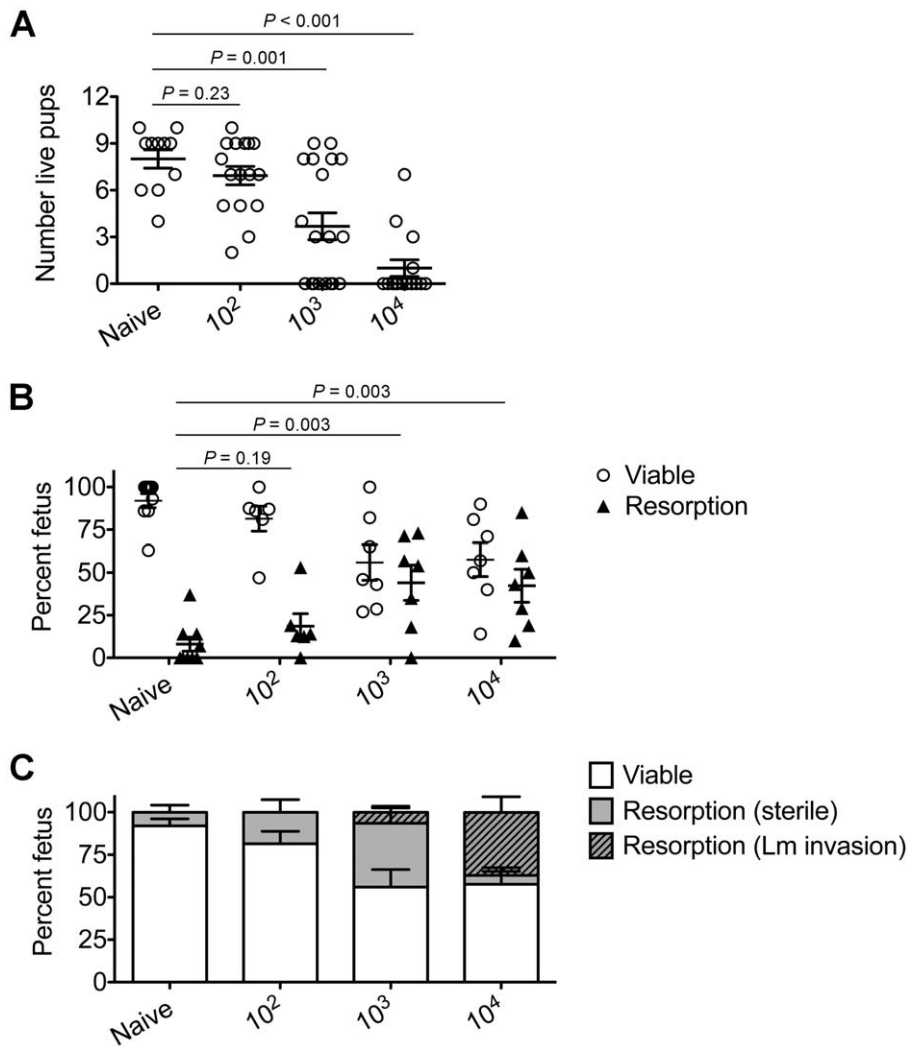 A
P < 0.001
P = 0.001
P = 0.23
Number live pups
12
9
6
3
0
Naive
10²
10³
10⁴
B
P = 0.003
P = 0.003
P = 0.19
Percent fetus
100
75
50
25
0
Viable
Resorption
Naive
10²
10³
10⁴
C
Percent fetus
100
75
50
25
0
Viable
Resorption (sterile)
Resorption (Lm invasion)
Naive
10²
10³
10⁴